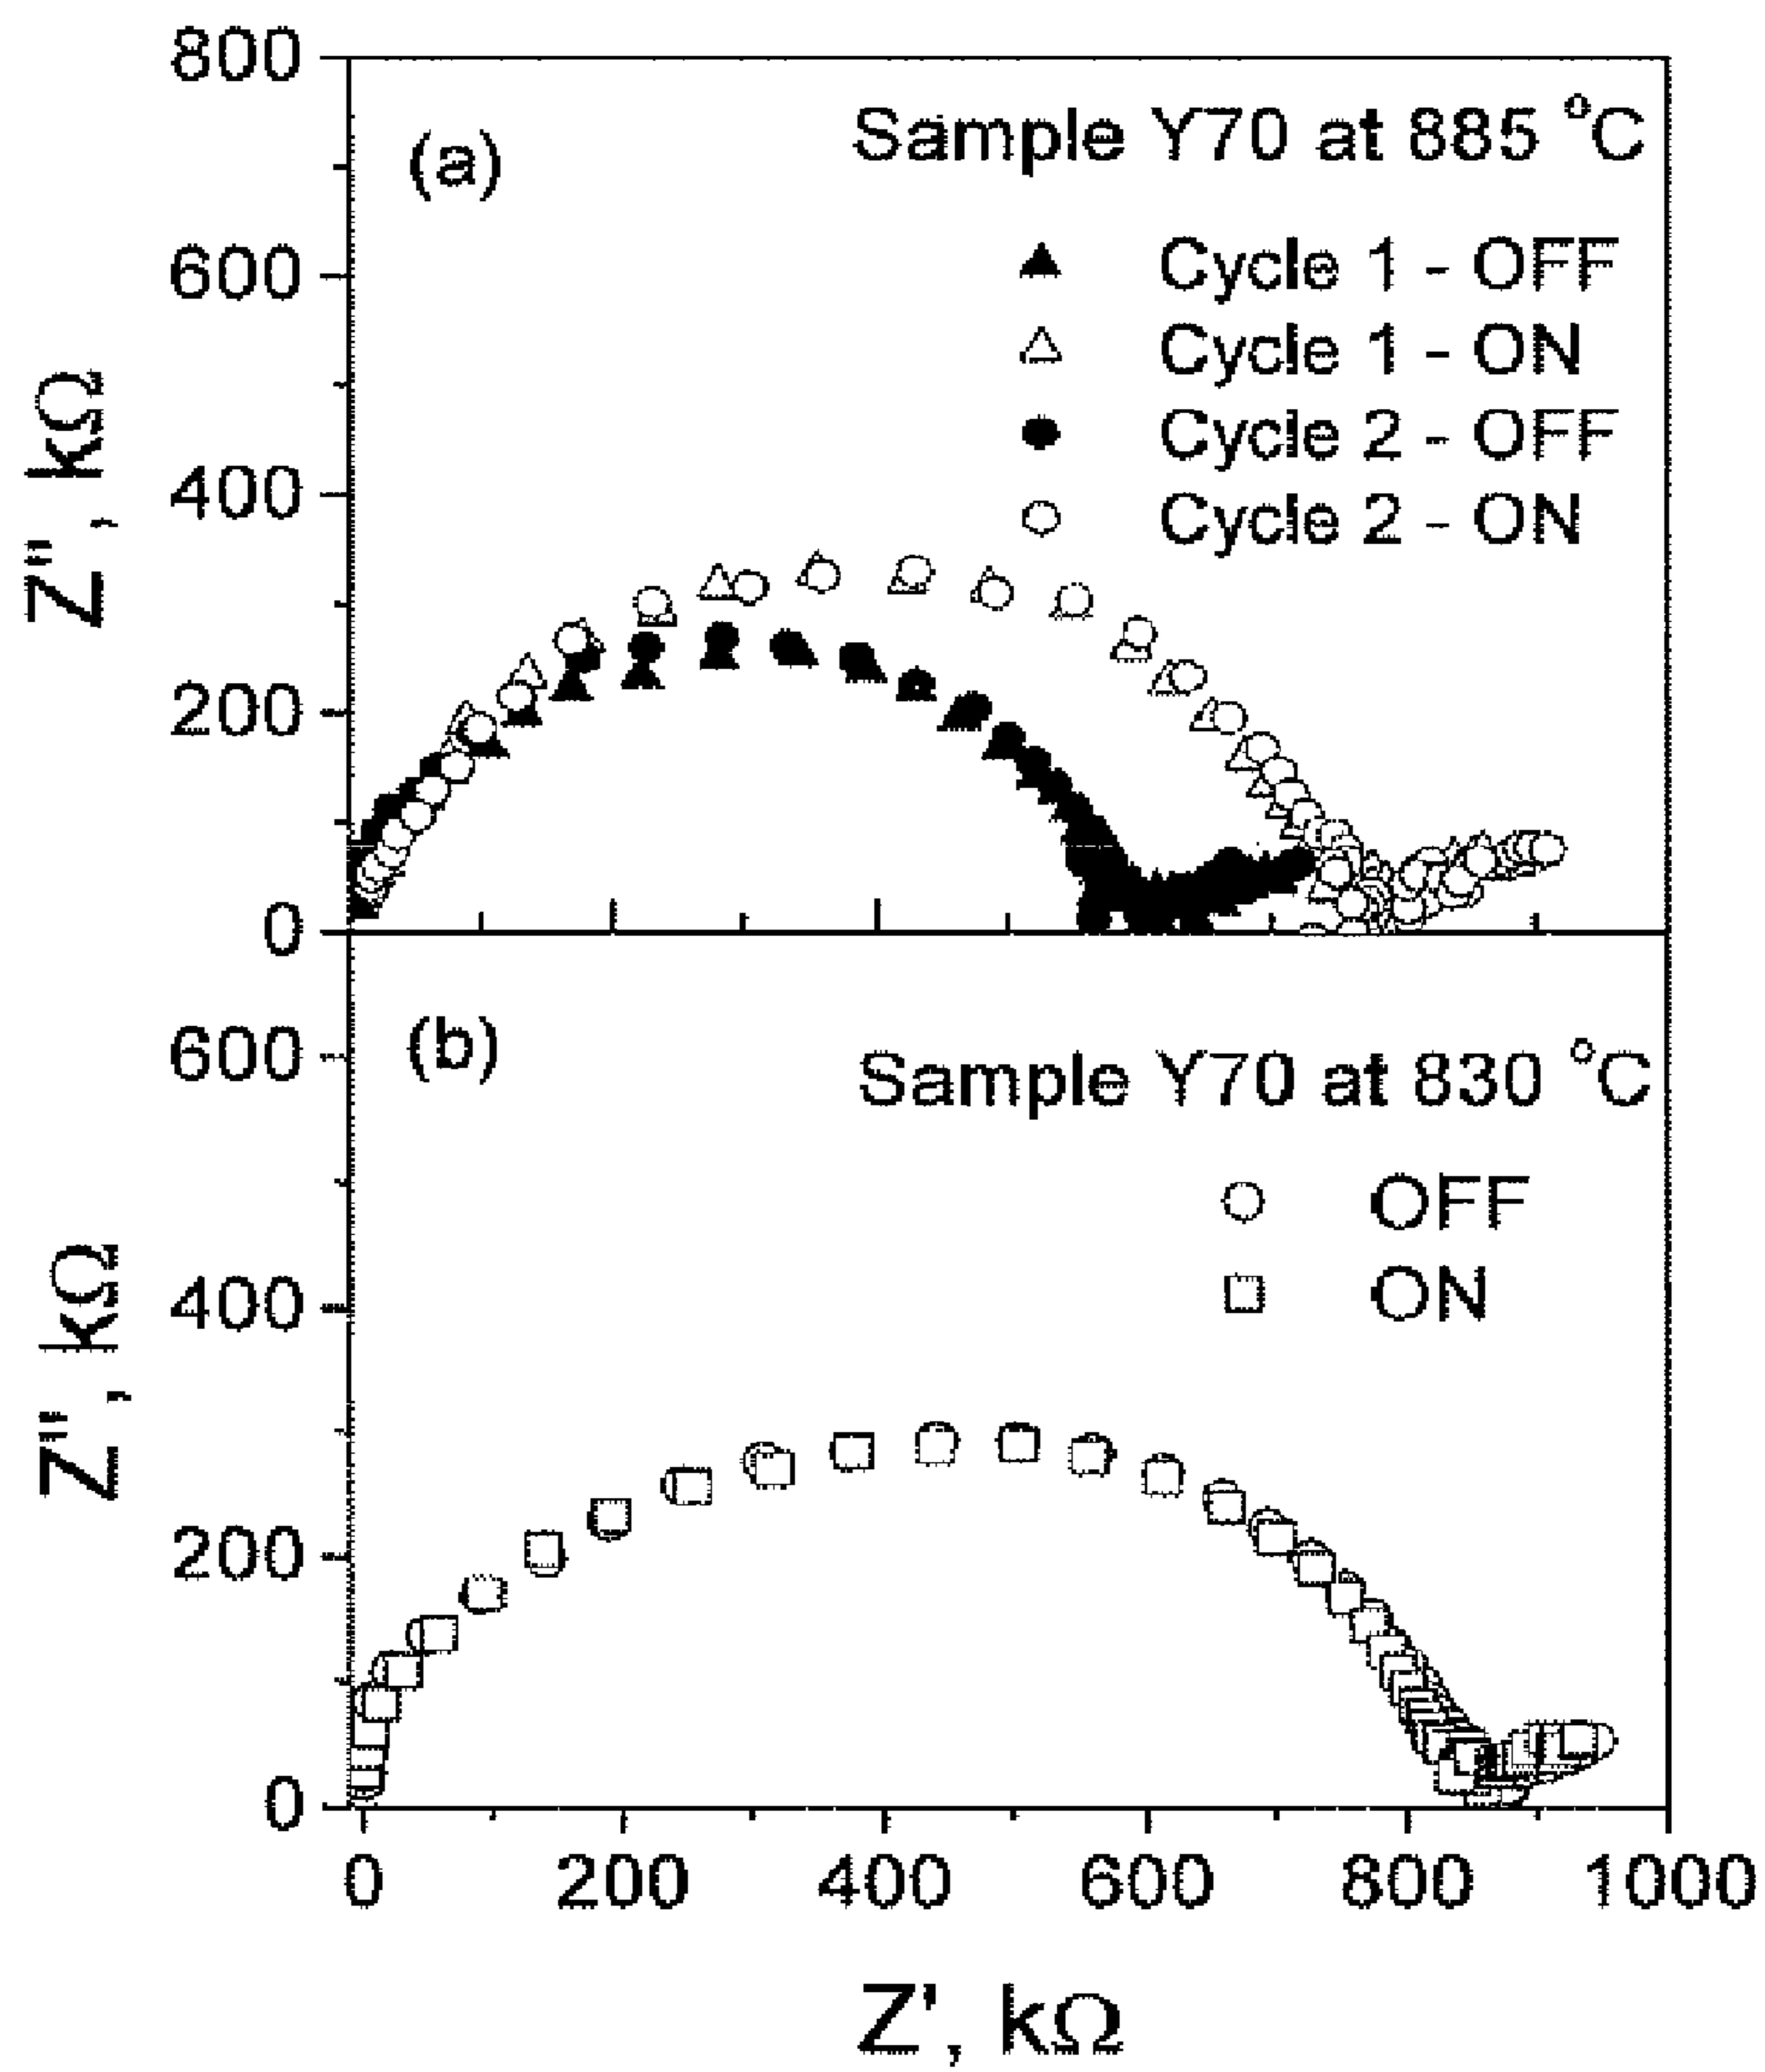 800
(a)
Sample Y70 at 885 °C
Cycle 1 - OFF
600
Cycle 1 - ON
Cycle 2 - OFF
400
Cycle 2 - ON
Z'', kΩ
200
0
(b)
600
Sample Y70 at 830 °C
OFF
400
ON
Z'', kΩ
200
0
0 200 400 600 800 1000
Z', kΩ